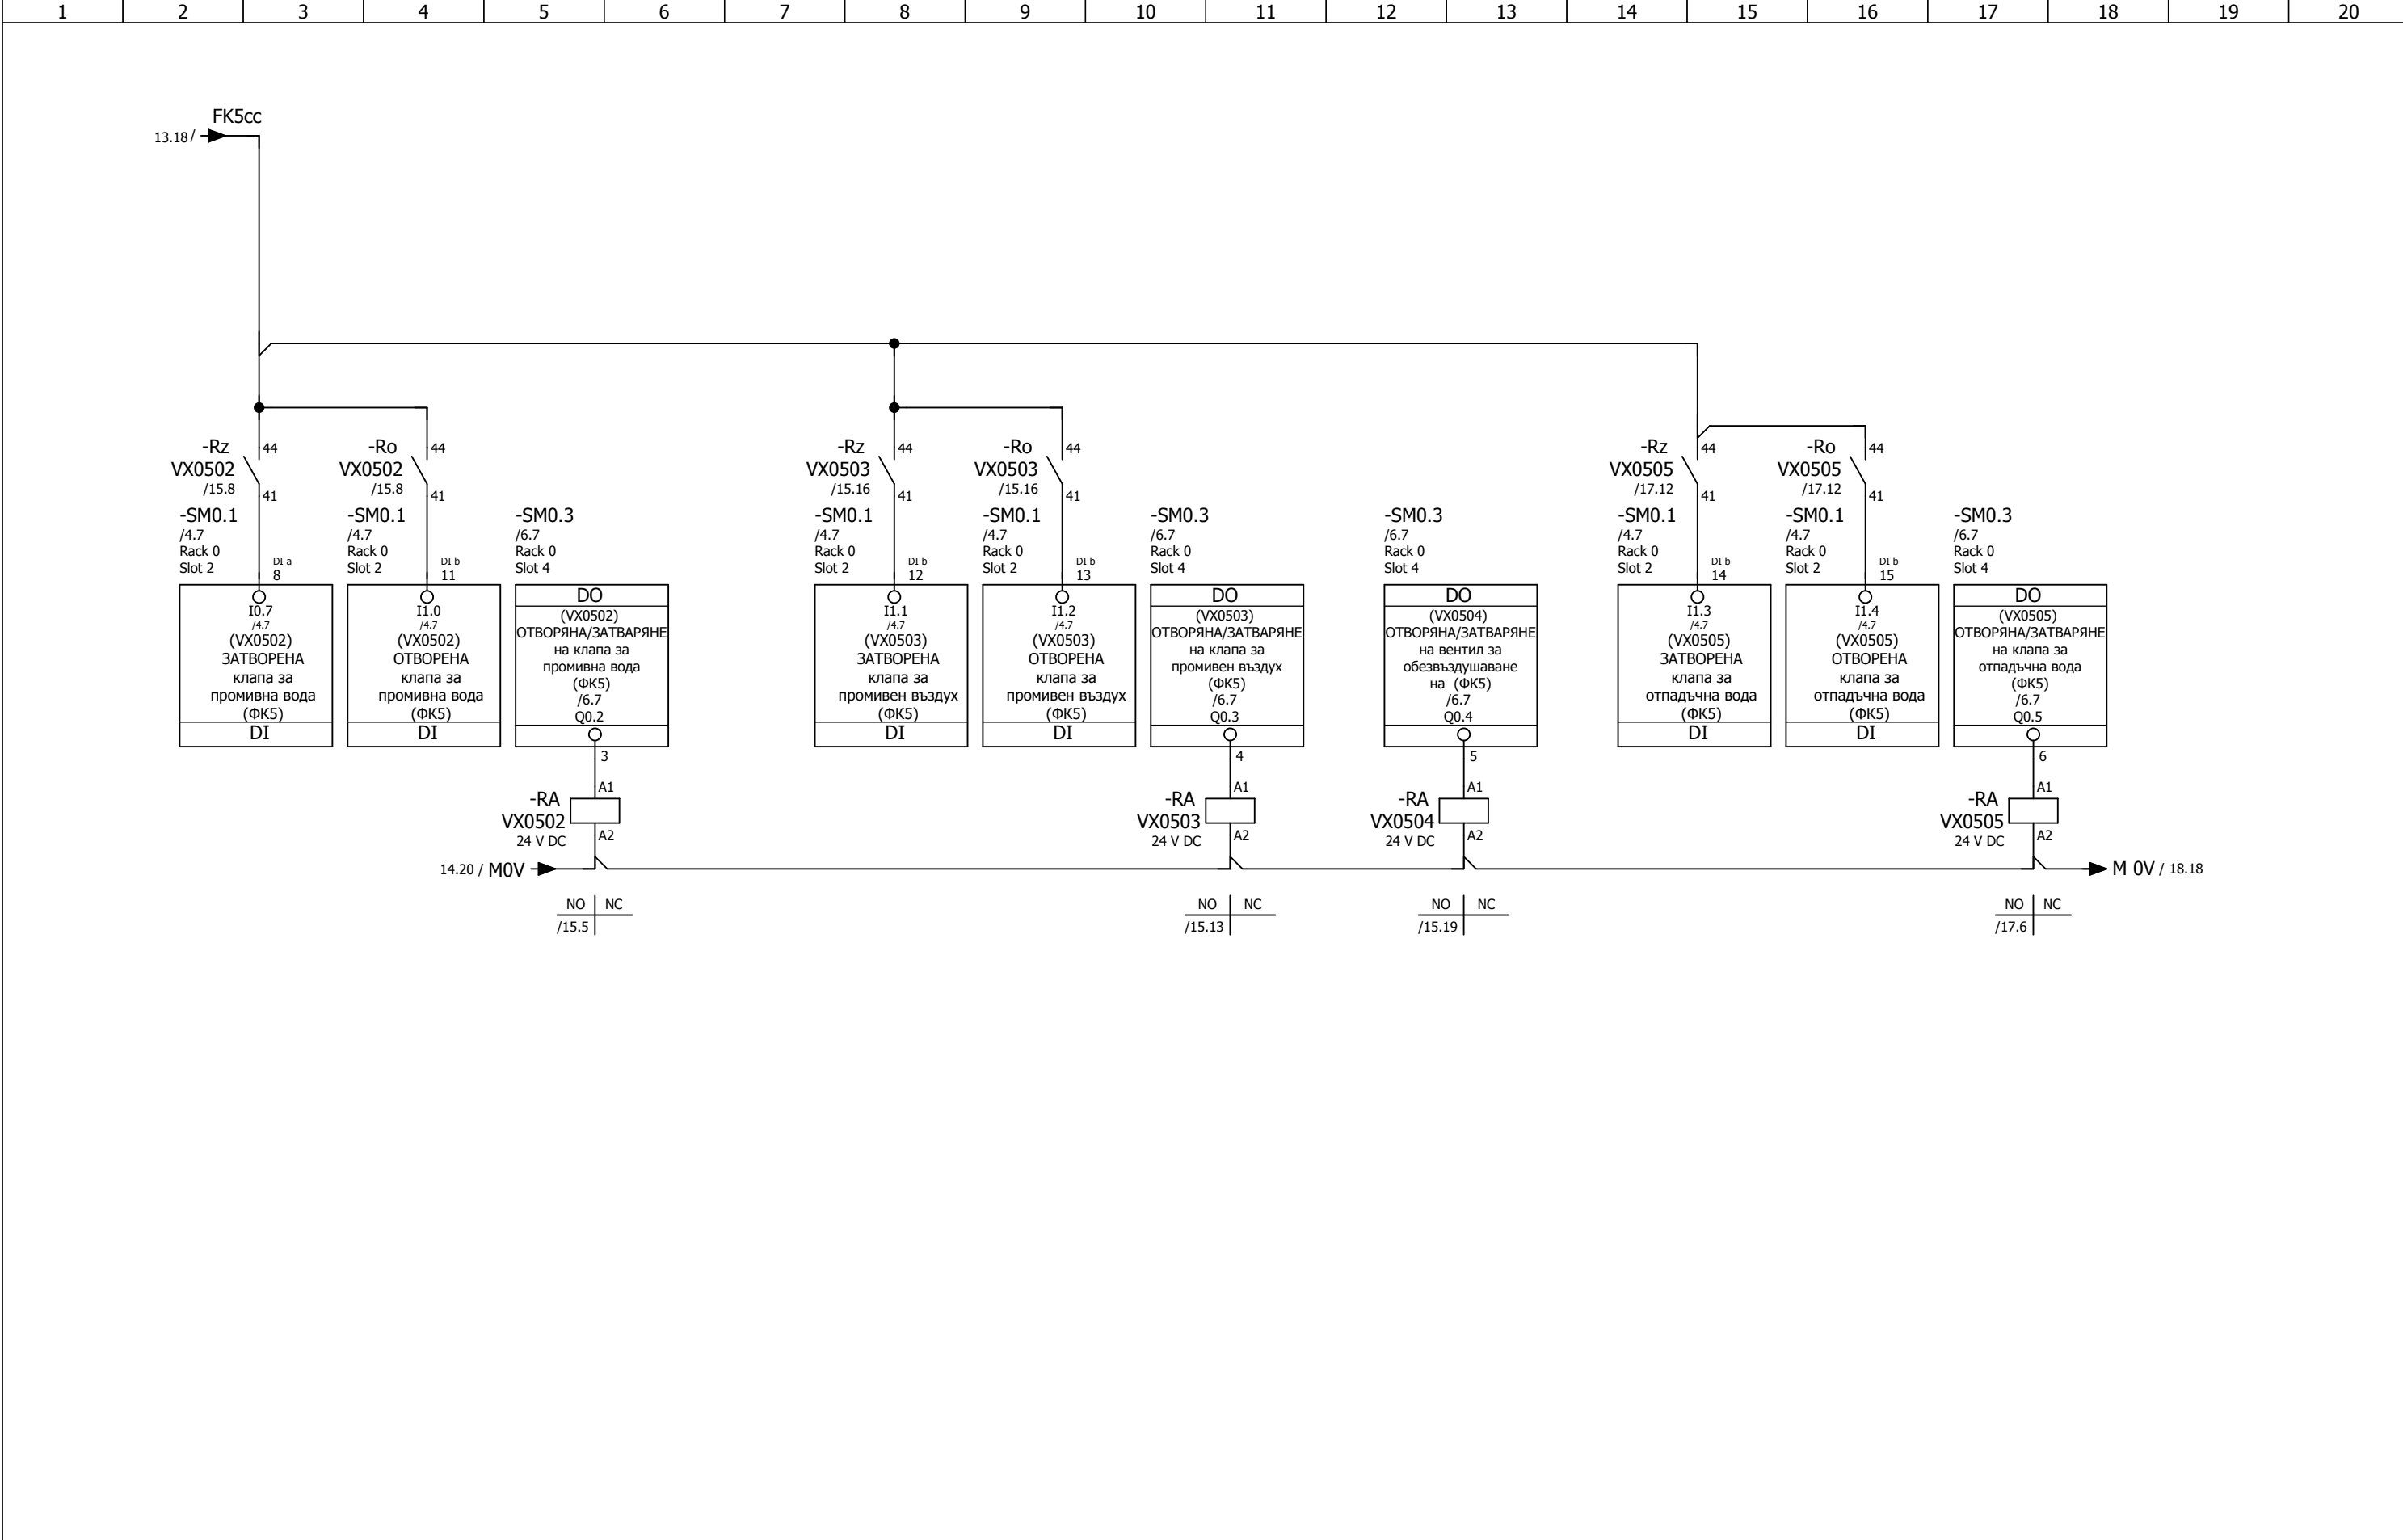 1 2 3 4 5 6 7 8 9 10 11 12 13 14 15 16 17 18 19 20
FK5cc
13.18 /
-Rz
VX0502
/15.8
44
41
-SM0.1
/4.7
Rack 0
Slot 2
DI a
8
I0.7
/4.7
(VX0502)
ЗАТВОРЕНА
клапа за
промивна вода
(ФК5)
DI
-Ro
VX0502
/15.8
44
41
-SM0.1
/4.7
Rack 0
Slot 2
DI b
11
I1.0
/4.7
(VX0502)
ОТВОРЕНА
клапа за
промивна вода
(ФК5)
DI
-SM0.3
/6.7
Rack 0
Slot 4
DO
(VX0502)
ОТВОРЯНА/ЗАТВАРЯНЕ
на клапа за
промивна вода
(ФК5)
/6.7
Q0.2
3
-RA
VX0502
24 V DC
A1
A2
14.20 / M0V
NO NC
/15.5
-Rz
VX0503
/15.16
44
41
-SM0.1
/4.7
Rack 0
Slot 2
DI b
12
I1.1
/4.7
(VX0503)
ЗАТВОРЕНА
клапа за
промивен въздух
(ФК5)
DI
-Ro
VX0503
/15.16
44
41
-SM0.1
/4.7
Rack 0
Slot 2
DI b
13
I1.2
/4.7
(VX0503)
ОТВОРЕНА
клапа за
промивен въздух
(ФК5)
DI
-SM0.3
/6.7
Rack 0
Slot 4
DO
(VX0503)
ОТВОРЯНА/ЗАТВАРЯНЕ
на клапа за
промивен въздух
(ФК5)
/6.7
Q0.3
4
-RA
VX0503
24 V DC
A1
A2
NO NC
/15.13
-SM0.3
/6.7
Rack 0
Slot 4
DO
(VX0504)
ОТВОРЯНА/ЗАТВАРЯНЕ
на вентил за
обезвъздушаване
на (ФК5)
/6.7
Q0.4
5
-RA
VX0504
24 V DC
A1
A2
NO NC
/15.19
-Rz
VX0505
/17.12
44
41
-SM0.1
/4.7
Rack 0
Slot 2
DI b
14
I1.3
/4.7
(VX0505)
ЗАТВОРЕНА
клапа за
отпадъчна вода
(ФК5)
DI
-Ro
VX0505
/17.12
44
41
-SM0.1
/4.7
Rack 0
Slot 2
DI b
15
I1.4
/4.7
(VX0505)
ОТВОРЕНА
клапа за
отпадъчна вода
(ФК5)
DI
-SM0.3
/6.7
Rack 0
Slot 4
DO
(VX0505)
ОТВОРЯНА/ЗАТВАРЯНЕ
на клапа за
отпадъчна вода
(ФК5)
/6.7
Q0.5
6
-RA
VX0505
24 V DC
A1
A2
M 0V / 18.18
NO NC
/17.6